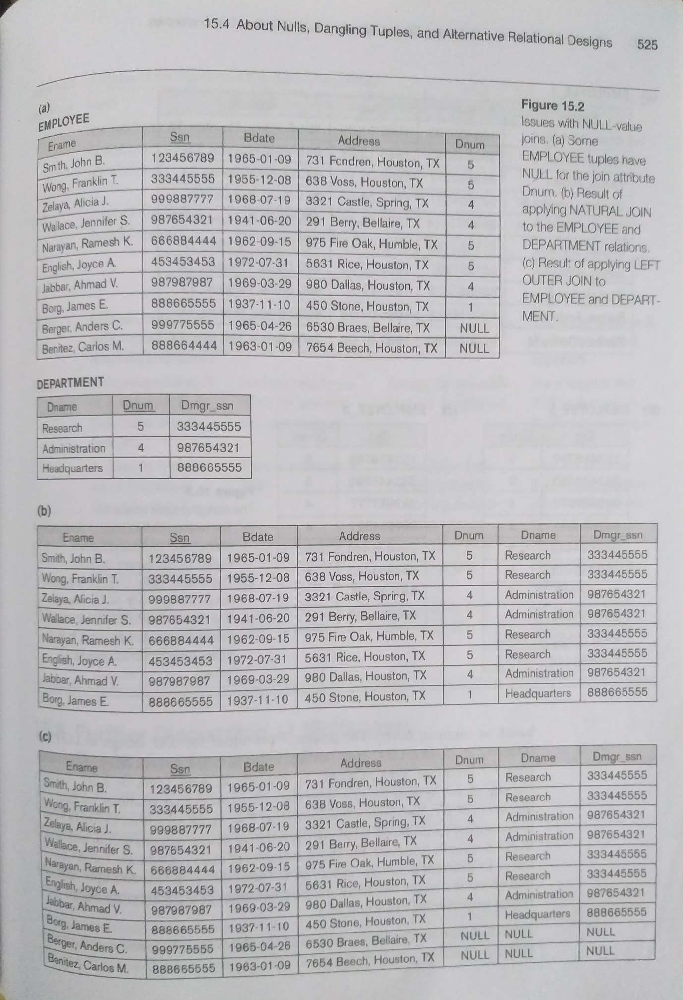 15.4 About Nulls, Dangling Tuples, and Alternative Relational Designs 525
(a)
EMPLOYEE
Ename Ssn Bdate Address Dnum
Smith, John B. 123456789 1965-01-09 731 Fondren, Houston, TX 5
Wong, Franklin T. 333445555 1955-12-08 638 Voss, Houston, TX 5
Zelaya, Alicia J. 999887777 1968-07-19 3321 Castle, Spring, TX 4
Wallace, Jennifer S. 987654321 1941-06-20 291 Berry, Bellaire, TX 4
Narayan, Ramesh K. 666884444 1962-09-15 975 Fire Oak, Humble, TX 5
English, Joyce A. 453453453 1972-07-31 5631 Rice, Houston, TX 5
Jabbar, Ahmad V. 987987987 1969-03-29 980 Dallas, Houston, TX 4
Borg, James E. 888665555 1937-11-10 450 Stone, Houston, TX 1
Berger, Anders C. 999775555 1965-04-26 6530 Braes, Bellaire, TX NULL
Benitez, Carlos M. 888664444 1963-01-09 7654 Beech, Houston, TX NULL
Figure 15.2
Issues with NULL-value
joins. (a) Some
EMPLOYEE tuples have
NULL for the join attribute
Dnum. (b) Result of
applying NATURAL JOIN
to the EMPLOYEE and
DEPARTMENT relations.
(c) Result of applying LEFT
OUTER JOIN to
EMPLOYEE and DEPART-
MENT.
DEPARTMENT
Dname Dnum Dmgr_ssn
Research 5 333445555
Administration 4 987654321
Headquarters 1 888665555
(b)
Ename Ssn Bdate Address Dnum Dname Dmgr_ssn
Smith, John B. 123456789 1965-01-09 731 Fondren, Houston, TX 5 Research 333445555
Wong, Franklin T. 333445555 1955-12-08 638 Voss, Houston, TX 5 Research 333445555
Zelaya, Alicia J. 999887777 1968-07-19 3321 Castle, Spring, TX 4 Administration 987654321
Wallace, Jennifer S. 987654321 1941-06-20 291 Berry, Bellaire, TX 4 Administration 987654321
Narayan, Ramesh K. 666884444 1962-09-15 975 Fire Oak, Humble, TX 5 Research 333445555
English, Joyce A. 453453453 1972-07-31 5631 Rice, Houston, TX 5 Research 333445555
Jabbar, Ahmad V. 987987987 1969-03-29 980 Dallas, Houston, TX 4 Administration 987654321
Borg, James E. 888665555 1937-11-10 450 Stone, Houston, TX 1 Headquarters 888665555
(c)
Ename Ssn Bdate Address Dnum Dname Dmgr_ssn
Smith, John B. 123456789 1965-01-09 731 Fondren, Houston, TX 5 Research 333445555
Wong, Franklin T. 333445555 1955-12-08 638 Voss, Houston, TX 5 Research 333445555
Zelaya, Alicia J. 999887777 1968-07-19 3321 Castle, Spring, TX 4 Administration 987654321
Wallace, Jennifer S. 987654321 1941-06-20 291 Berry, Bellaire, TX 4 Administration 987654321
Narayan, Ramesh K. 666884444 1962-09-15 975 Fire Oak, Humble, TX 5 Research 333445555
English, Joyce A. 453453453 1972-07-31 5631 Rice, Houston, TX 5 Research 333445555
Jabbar, Ahmad V. 987987987 1969-03-29 980 Dallas, Houston, TX 4 Administration 987654321
Borg, James E. 888665555 1937-11-10 450 Stone, Houston, TX 1 Headquarters 888665555
Berger, Anders C. 999775555 1965-04-26 6530 Braes, Bellaire, TX NULL NULL NULL
Benitez, Carlos M. 888665555 1963-01-09 7654 Beech, Houston, TX NULL NULL NULL